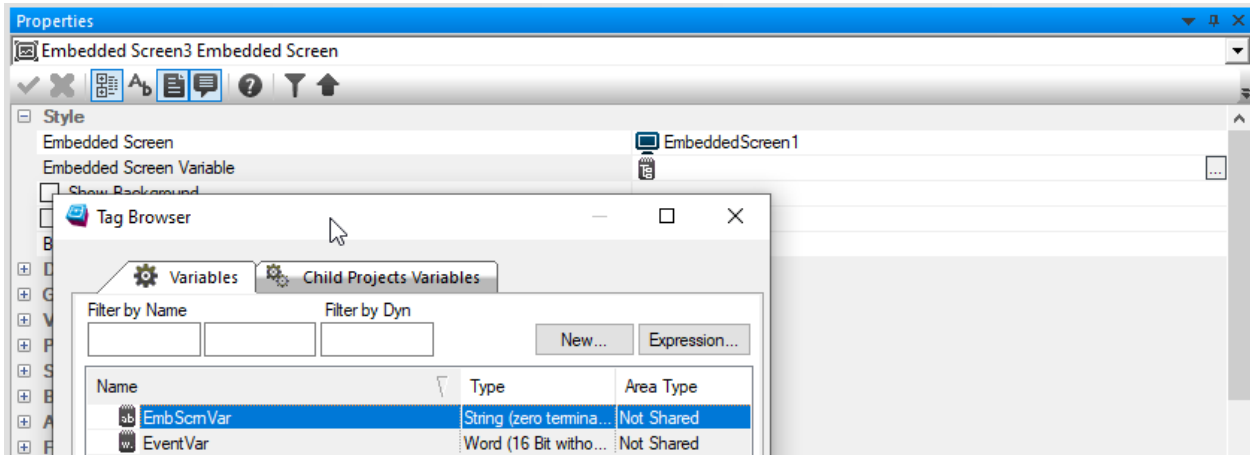 Properties
Embedded Screen3 Embedded Screen
Style
Embedded Screen EmbeddedScreen1
Embedded Screen Variable
Show Background
Tag Browser
Variables Child Projects Variables
Filter by Name Filter by Dyn
New... Expression...
Name Type Area Type
EmbScrnVar String (zero termina... Not Shared
EventVar Word (16 Bit witho... Not Shared